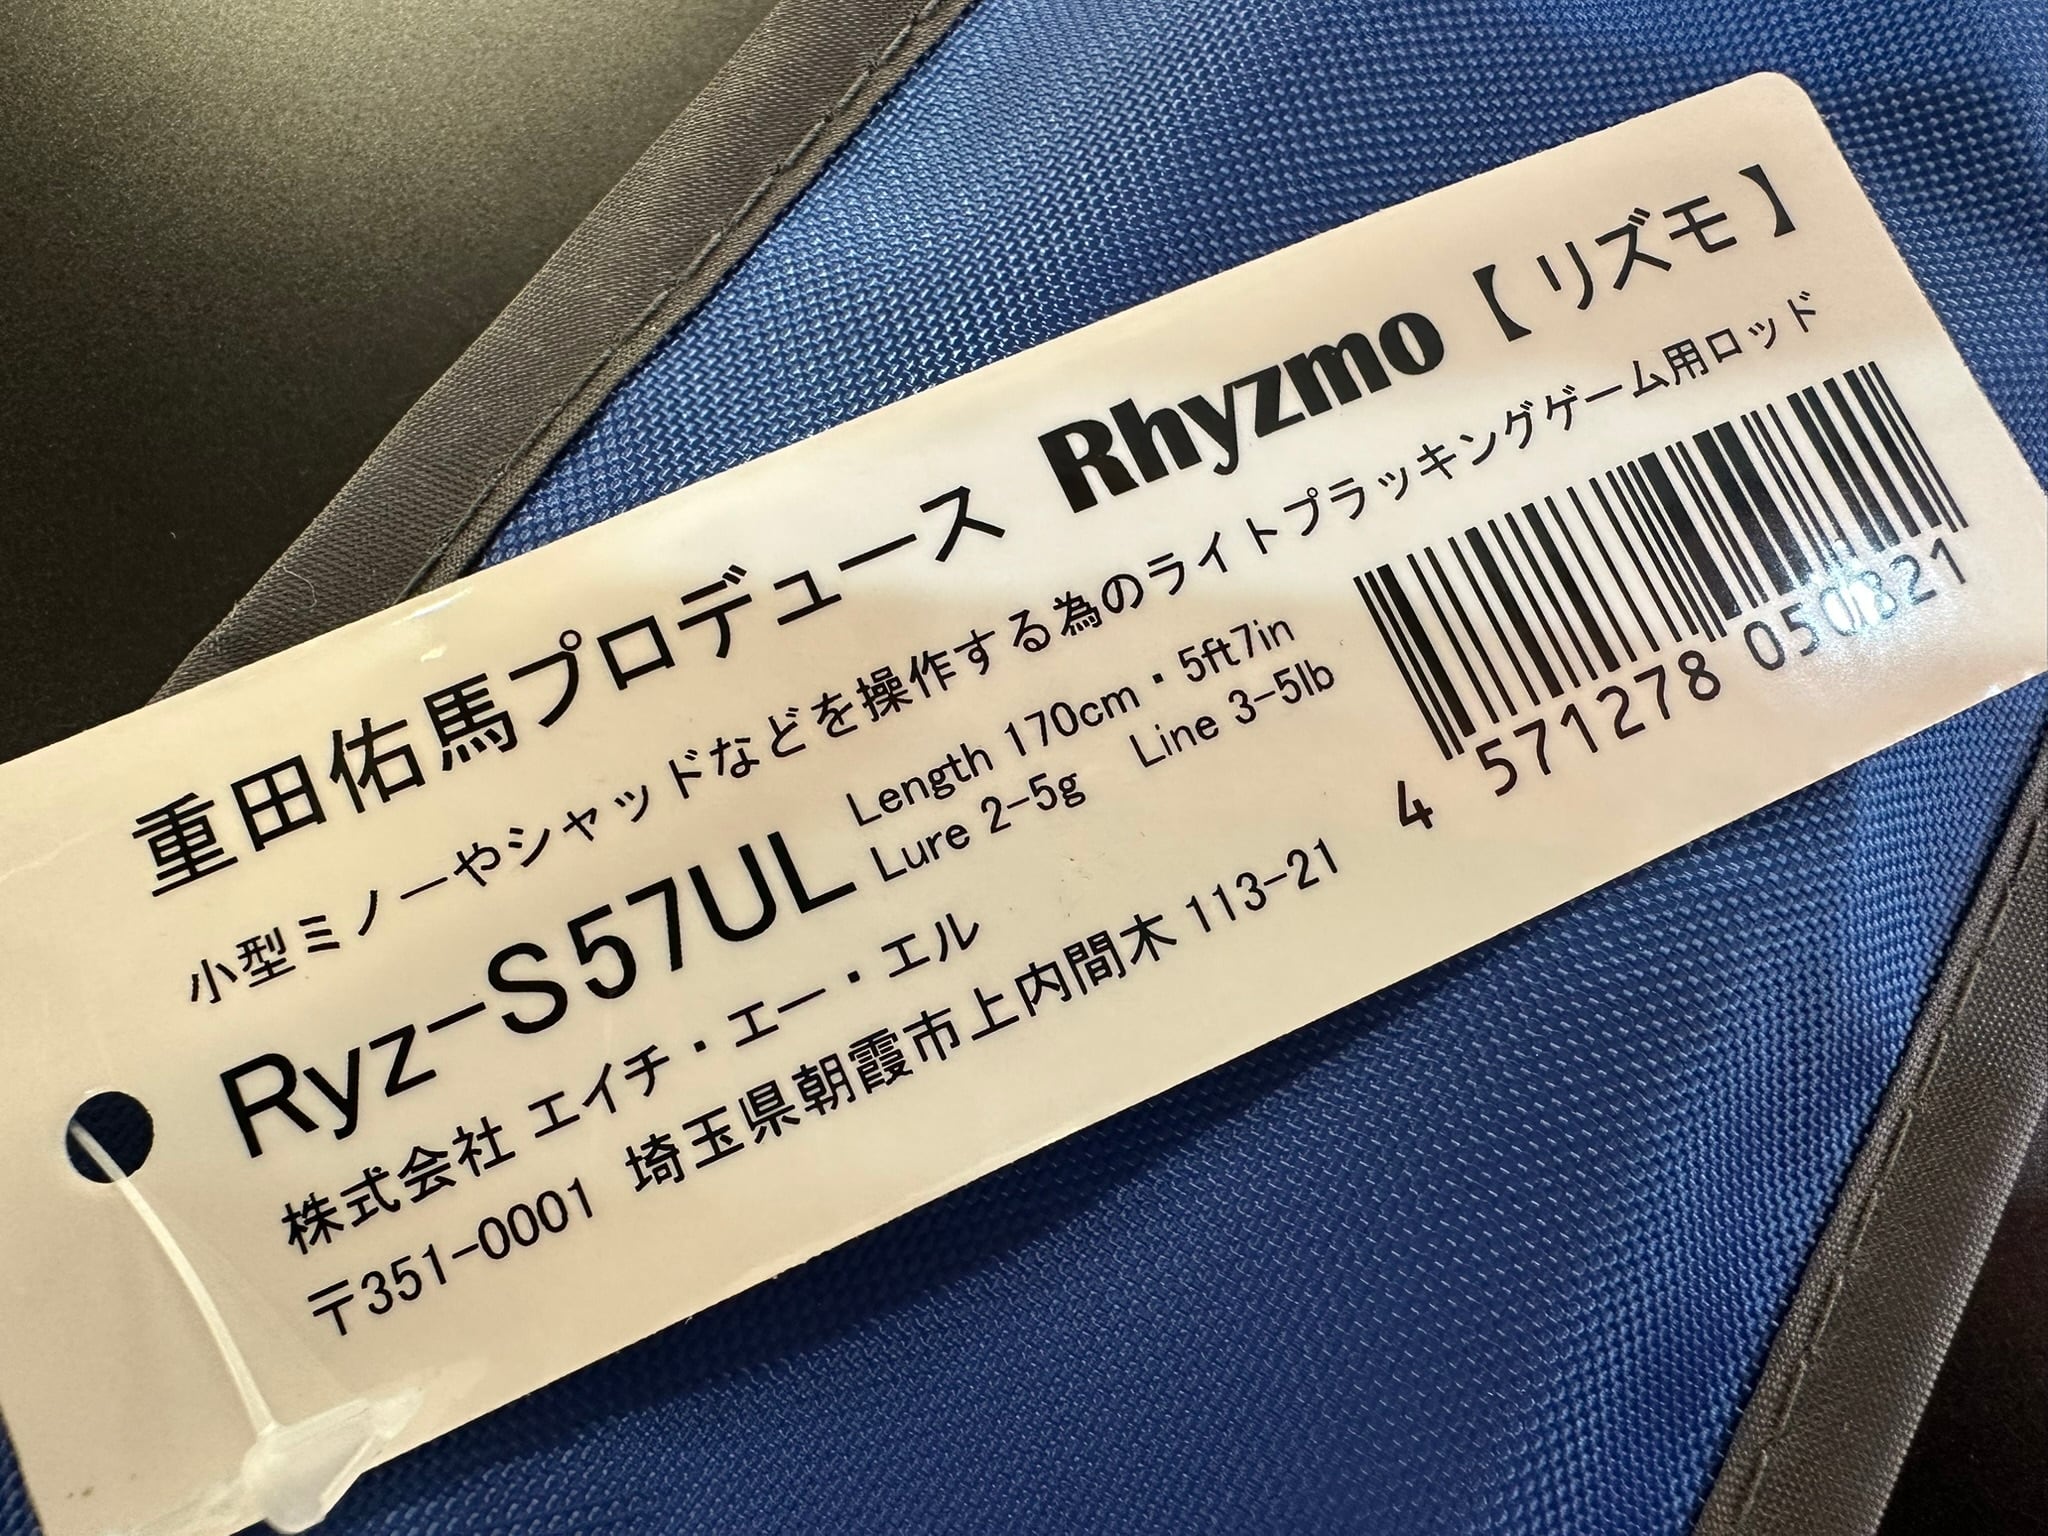 重田佑馬プロデュース Rhyzmo【リズモ】
小型ミノーやシャッドなどを操作する為のライトプラッキングゲーム用ロッド
Ryz-S57UL
Length 170cm・5ft7in
Lure 2-5g Line 3-5lb
株式会社 エイチ・エー・エル
〒351-0001 埼玉県朝霞市上内間木 113-21
4 571278 050821